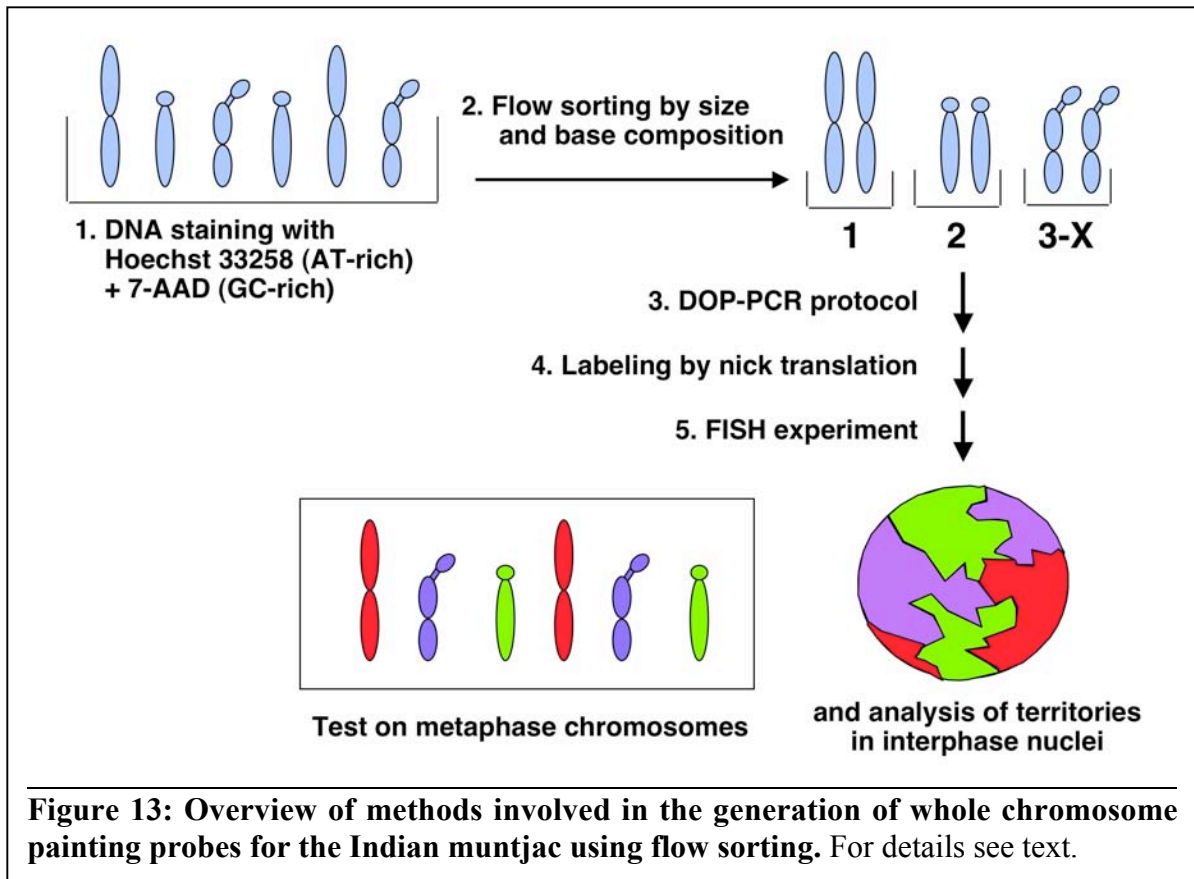 2. Flow sorting by size
and base composition
1. DNA staining with
Hoechst 33258 (AT-rich)
+ 7-AAD (GC-rich)
1
2
3-X
3. DOP-PCR protocol
4. Labeling by nick translation
5. FISH experiment
Test on metaphase chromosomes
and analysis of territories
in interphase nuclei
Figure 13: Overview of methods involved in the generation of whole chromosome
painting probes for the Indian muntjac using flow sorting. For details see text.